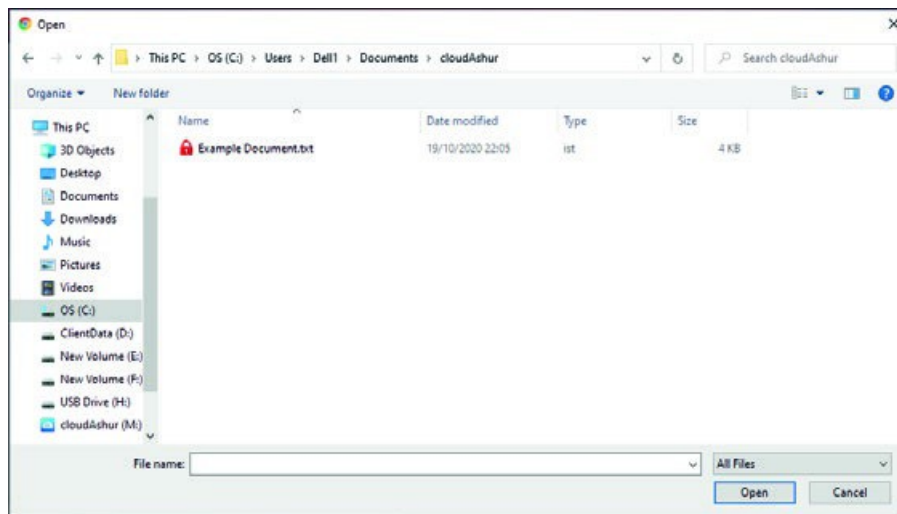 Open
This PC > OS (C:) > Users > Dell1 > Documents > cloudAshur
Search cloudAshur
Organize
New folder
Name
Date modified
Type
Size
Example Document.txt
19/10/2020 22:05
ist
4 KB
This PC
3D Objects
Desktop
Documents
Downloads
Music
Pictures
Videos
OS (C:)
ClientData (D:)
New Volume (E:)
New Volume (F:)
USB Drive (H:)
cloudAshur (M:)
File name:
All Files
Open
Cancel